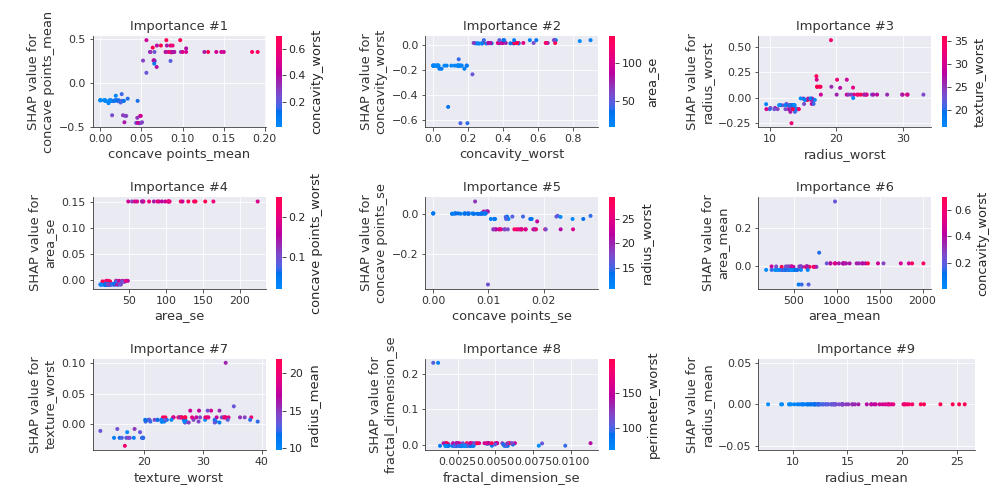 Importance #1
SHAP value for
concave points_mean
0.5
0.0
−0.5
0.00
0.05
0.10
0.15
0.20
concave points_mean
0.6
0.4
0.2
concavity_worst
Importance #2
SHAP value for
concavity_worst
0.0
−0.2
−0.4
−0.6
0.0
0.2
0.4
0.6
0.8
concavity_worst
100
50
area_se
Importance #3
SHAP value for
radius_worst
0.50
0.25
0.00
−0.25
10
20
30
radius_worst
35
30
25
20
texture_worst
Importance #4
SHAP value for
area_se
0.15
0.10
0.05
0.00
50
100
150
200
area_se
0.2
0.1
concave points_worst
Importance #5
SHAP value for
concave points_se
0.0
−0.2
0.00
0.01
0.02
concave points_se
25
20
15
radius_worst
Importance #6
SHAP value for
area_mean
0.2
0.0
500
1000
1500
2000
area_mean
0.6
0.4
0.2
concavity_worst
Importance #7
SHAP value for
texture_worst
0.10
0.05
0.00
20
30
40
texture_worst
20
15
10
radius_mean
Importance #8
SHAP value for
fractal_dimension_se
0.2
0.1
0.0
0.0025
0.0050
0.0075
0.0100
fractal_dimension_se
150
100
perimeter_worst
Importance #9
SHAP value for
radius_mean
0.05
0.00
−0.05
10
15
20
25
radius_mean